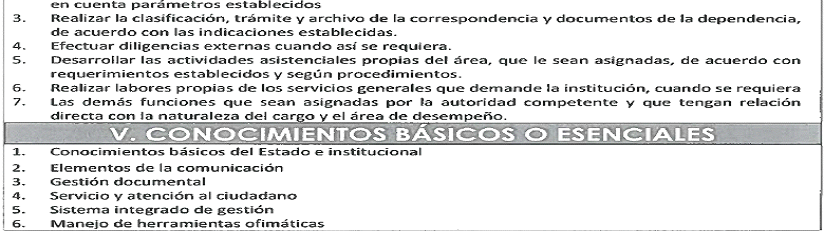 en cuenta parámetros establecidos
3. Realizar la clasificación, trámite y archivo de la correspondencia y documentos de la dependencia,
de acuerdo con las indicaciones establecidas.
4. Efectuar diligencias externas cuando así se requiera.
5. Desarrollar las actividades asistenciales propias del área, que le sean asignadas, de acuerdo con
requerimientos establecidos y según procedimientos.
6. Realizar labores propias de los servicios generales que demande la institución, cuando se requiera
7. Las demás funciones que sean asignadas por la autoridad competente y que tengan relación
directa con la naturaleza del cargo y el área de desempeño.
V. CONOCIMIENTOS BÁSICOS O ESENCIALES
1. Conocimientos básicos del Estado e institucional
2. Elementos de la comunicación
3. Gestión documental
4. Servicio y atención al ciudadano
5. Sistema integrado de gestión
6. Manejo de herramientas ofimáticas